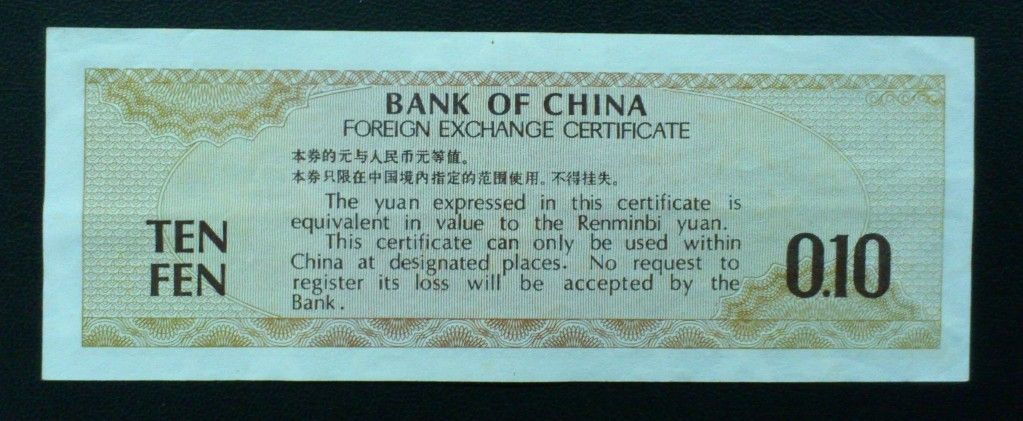 BANK OF CHINA
FOREIGN EXCHANGE CERTIFICATE
本券的元与人民币元等值。
本券只限在中国境内指定的范围使用。不得挂失。
The yuan expressed in this certificate is
equivalent in value to the Renminbi yuan.
This certificate can only be used within
China at designated places. No request to
register its loss will be accepted by the
Bank.
TEN
FEN
0.10